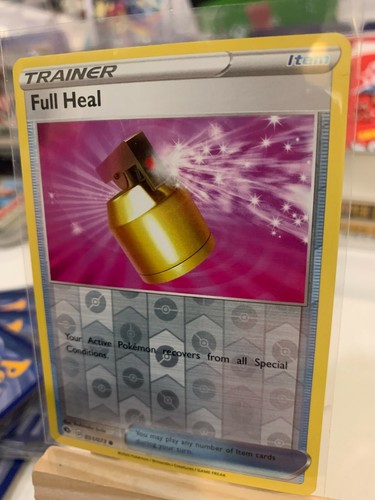 TRAINER
Item
Full Heal
Your Active Pokémon recovers from all Special
Conditions.
You may play any number of Item cards
during your turn.